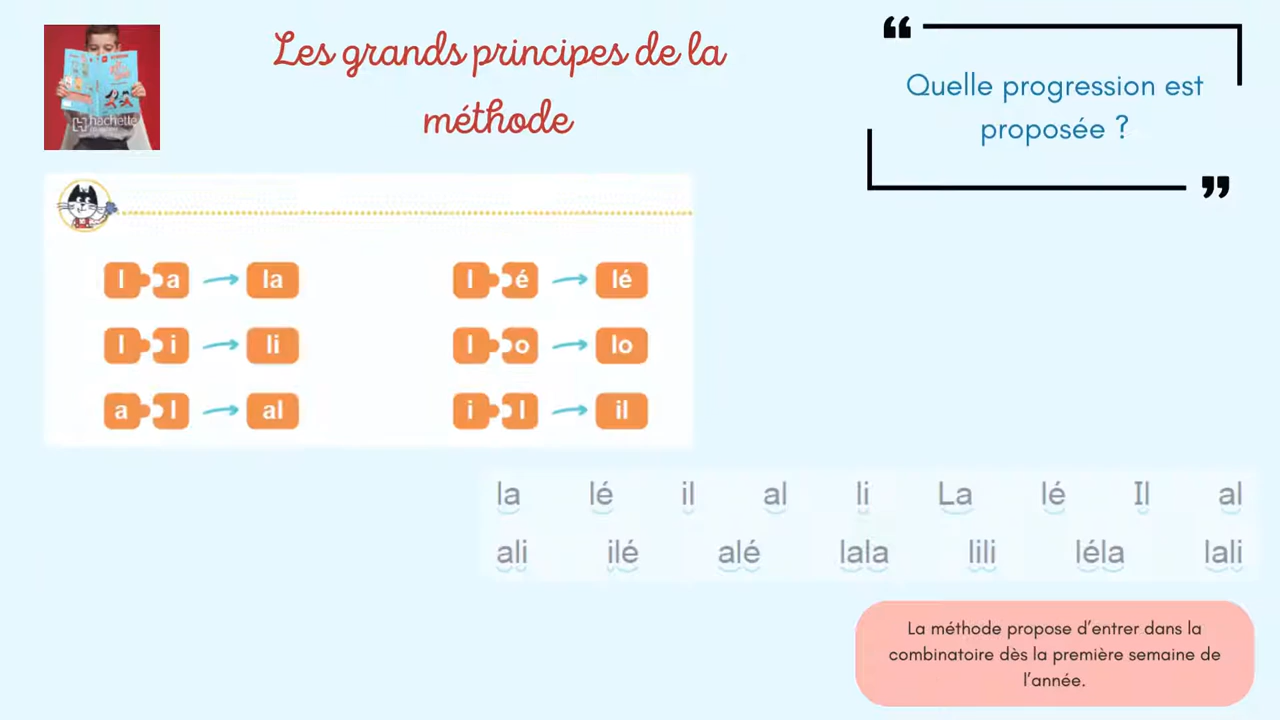 Les grands principes de la
méthode
“
Quelle progression est
proposée ?
”
hachette
l a → la
l é → lé
l i → li
l o → lo
a l → al
i l → il
la lé il al li La lé Il al
ali ilé alé lala lili léla lali
La méthode propose d’entrer dans la
combinatoire dès la première semaine de
l’année.